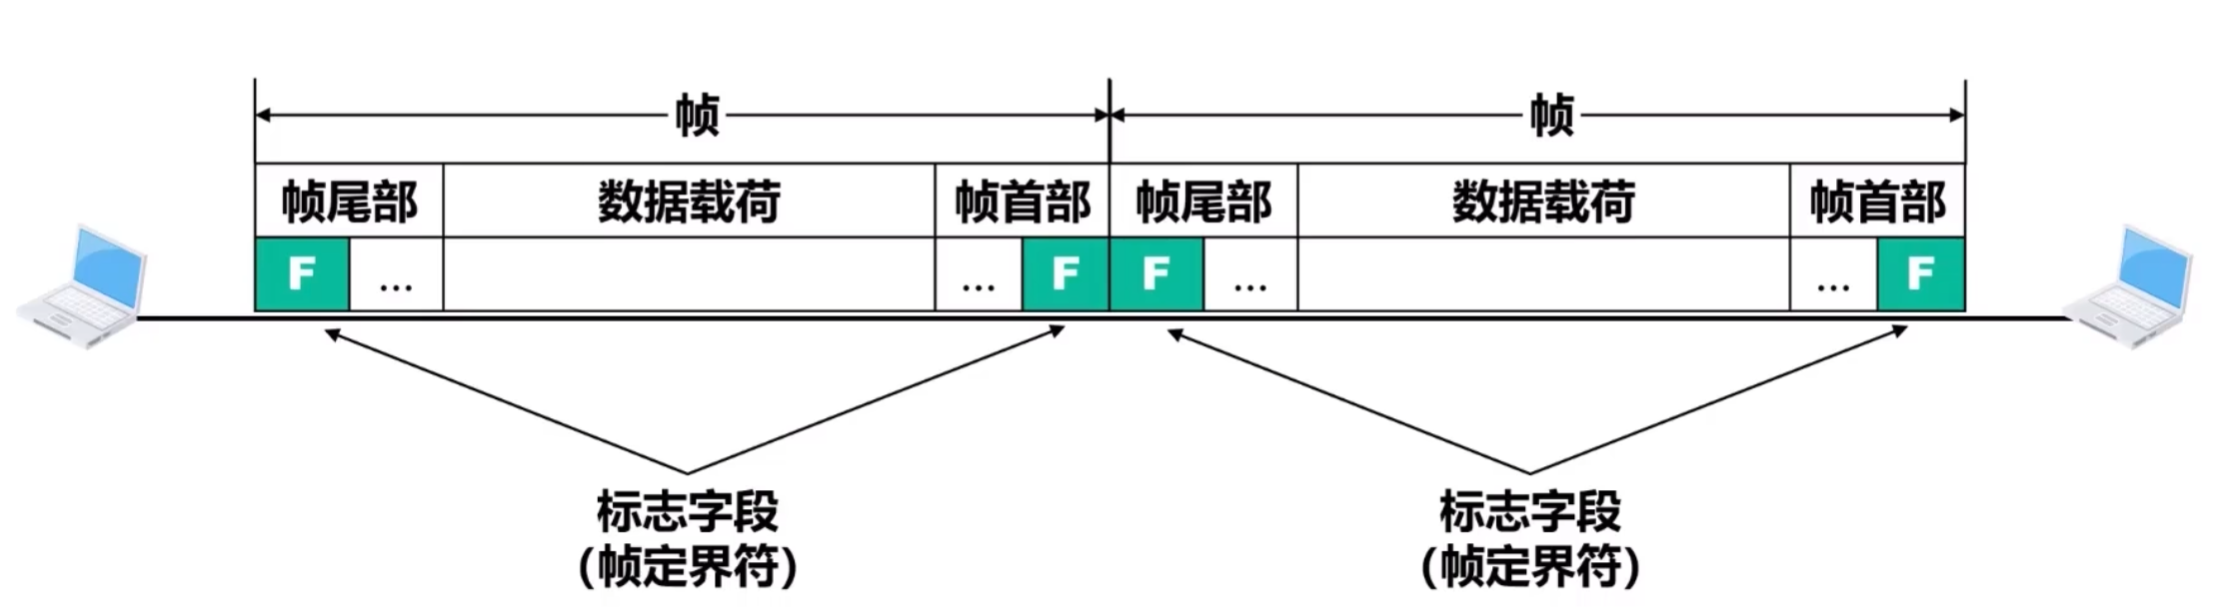 帧 帧
帧尾部 数据载荷 帧首部 帧尾部 数据载荷 帧首部
F ... ... F F ... ... F
标志字段 标志字段
(帧定界符) (帧定界符)